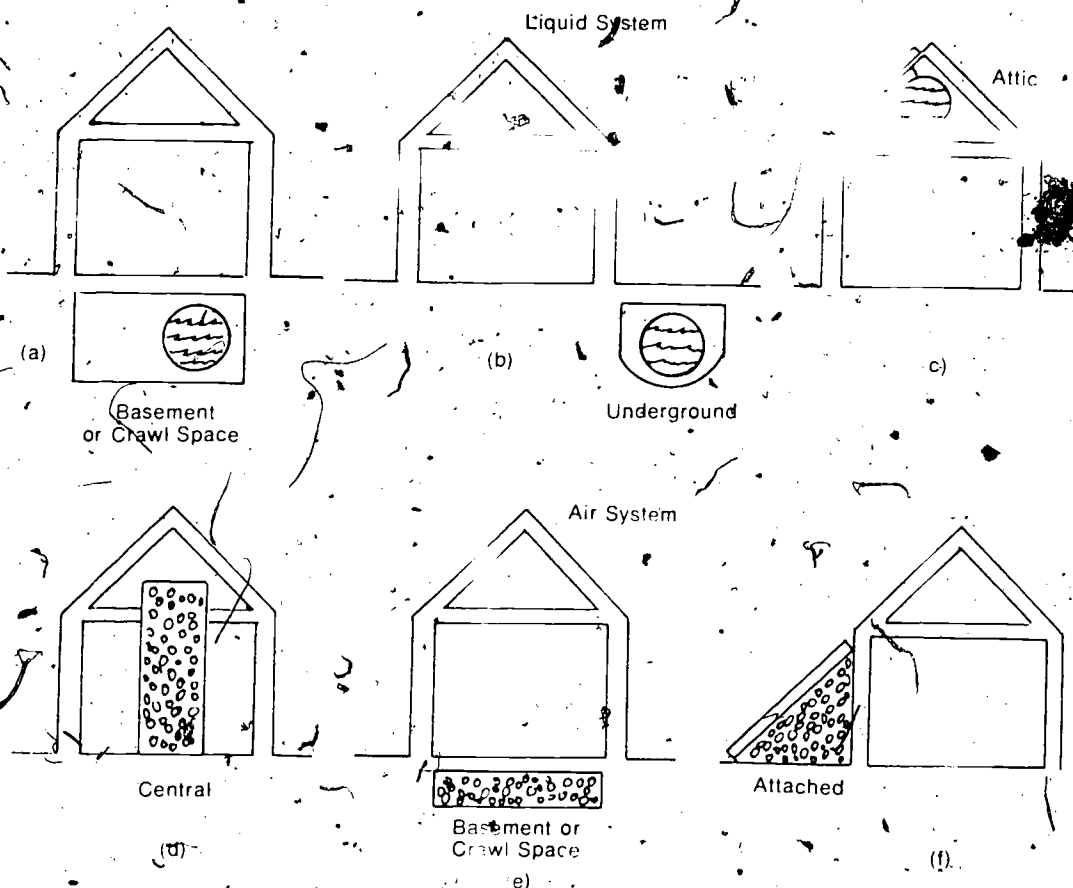 Liquid System
Attic
(a)
(b)
c)
Basement
or Crawl Space
Underground
Air System
Central
Basement or
Crawl Space
Attached
(d)
e)
(f)